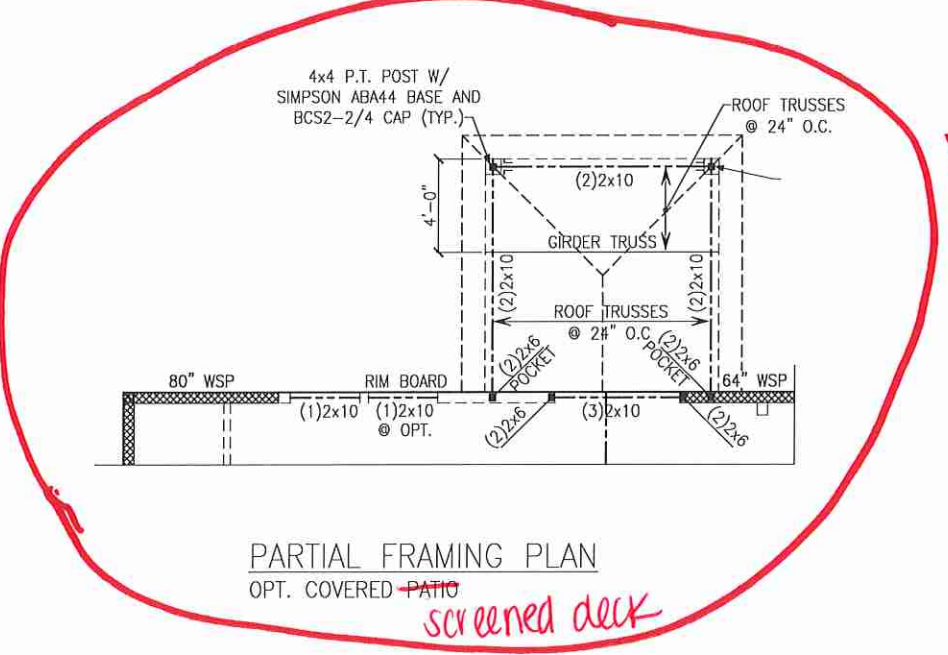 4x4 P.T. POST W/
SIMPSON ABA44 BASE AND
BCS2-2/4 CAP (TYP.)
ROOF TRUSSES
@ 24" O.C.
(2)2x10
4'-0"
GIRDER TRUSS
(2)2x10
(2)2x10
ROOF TRUSSES
@ 24" O.C.
(2)2x6
POCKET
(2)2x6
POCKET
80" WSP
RIM BOARD
64" WSP
(1)2x10
(1)2x10
@ OPT.
(2)2x6
(3)2x10
(2)2x6
PARTIAL FRAMING PLAN
OPT. COVERED PATIO
screened deck